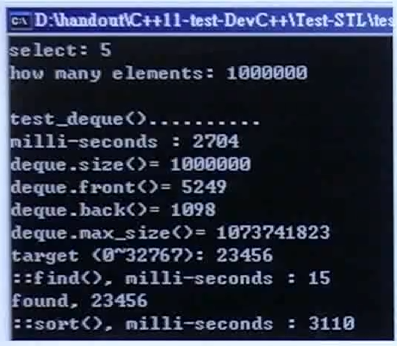 D:\handout\C++11-test-DevC++\Test-STL\tes
select: 5
how many elements: 1000000
test_deque()..........
milli-seconds : 2704
deque.size()= 1000000
deque.front()= 5249
deque.back()= 1098
deque.max_size()= 1073741823
target (0~32767): 23456
::find(), milli-seconds : 15
found, 23456
::sort(), milli-seconds : 3110